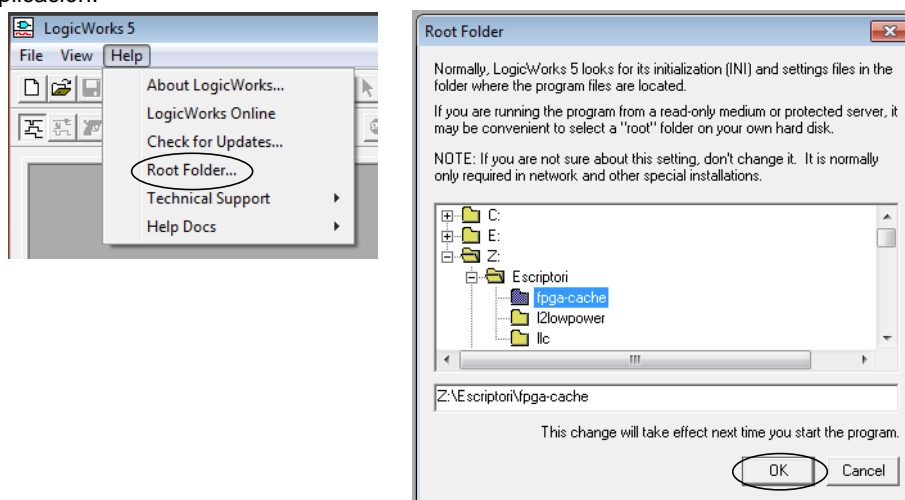 plicación.
LogicWorks 5
File View Help
About LogicWorks...
LogicWorks Online
Check for Updates...
Root Folder...
Technical Support
Help Docs
Root Folder
Normally, LogicWorks 5 looks for its initialization (INI) and settings files in the
folder where the program files are located.
If you are running the program from a read-only medium or protected server, it
may be convenient to select a "root" folder on your own hard disk.
NOTE: If you are not sure about this setting, don't change it. It is normally
only required in network and other special installations.
C:
E:
Z:
Escriptori
fpga-cache
l2lowpower
llc
Z:\Escriptori\fpga-cache
This change will take effect next time you start the program.
OK Cancel